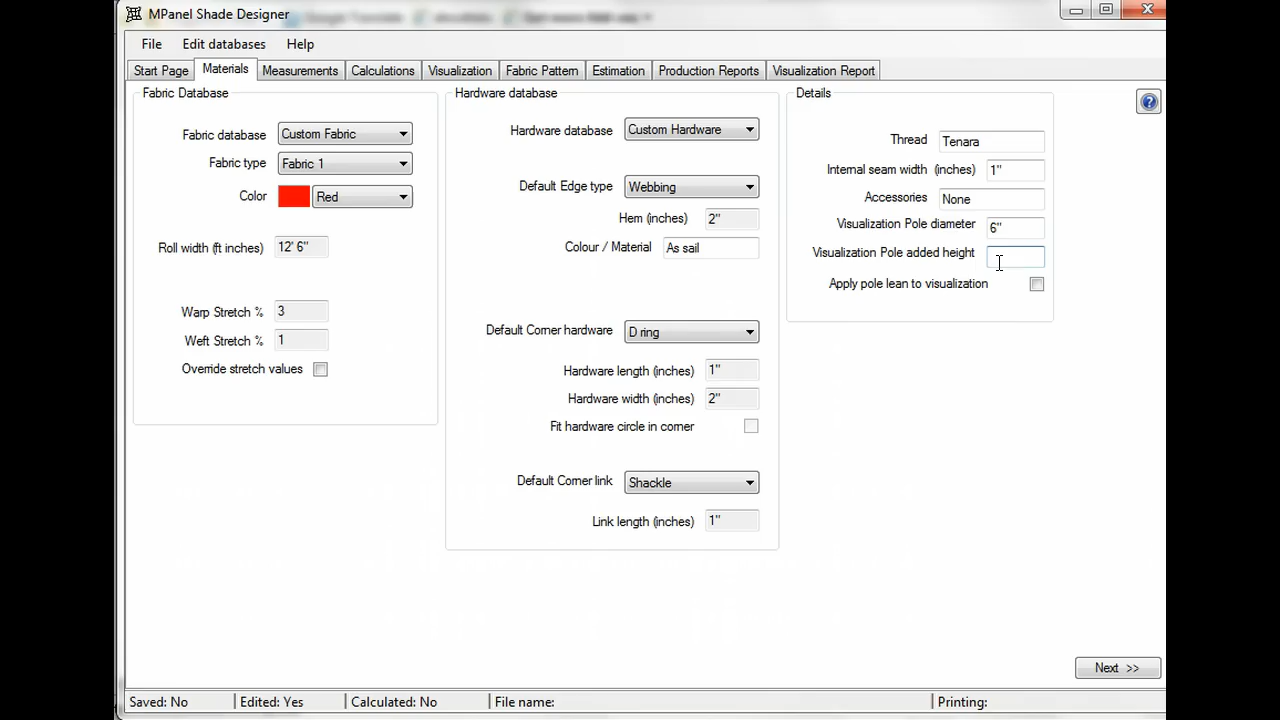 MPanel Shade Designer
File Edit databases Help
Start Page Materials Measurements Calculations Visualization Fabric Pattern Estimation Production Reports Visualization Report
Fabric Database
Fabric database Custom Fabric
Fabric type Fabric 1
Color Red
Roll width (ft inches) 12' 6"
Warp Stretch % 3
Weft Stretch % 1
Override stretch values
Hardware database
Hardware database Custom Hardware
Default Edge type Webbing
Hem (inches) 2"
Colour / Material As sail
Default Corner hardware D ring
Hardware length (inches) 1"
Hardware width (inches) 2"
Fit hardware circle in corner
Default Corner link Shackle
Link length (inches) 1"
Details
Thread Tenara
Internal seam width (inches) 1"
Accessories None
Visualization Pole diameter 6"
Visualization Pole added height
Apply pole lean to visualization
Next >>
Saved: No Edited: Yes Calculated: No File name: Printing: